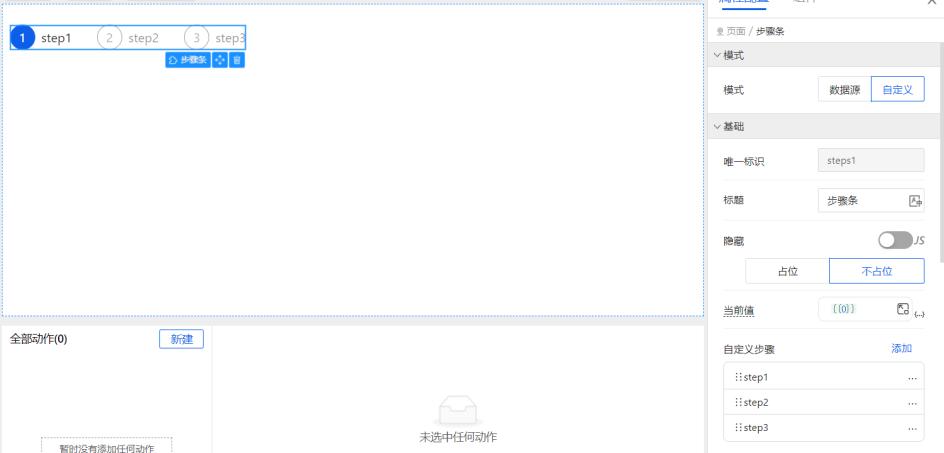 1 step1 2 step2 3 step3
步骤条
全部动作(0) 新建
暂时没有添加任何动作
未选中任何动作
页面 / 步骤条
模式
模式 数据源 自定义
基础
唯一标识 steps1
标题 步骤条
隐藏 JS
占位 不占位
当前值 {{0}} {...}
自定义步骤 添加
step1 ...
step2 ...
step3 ...